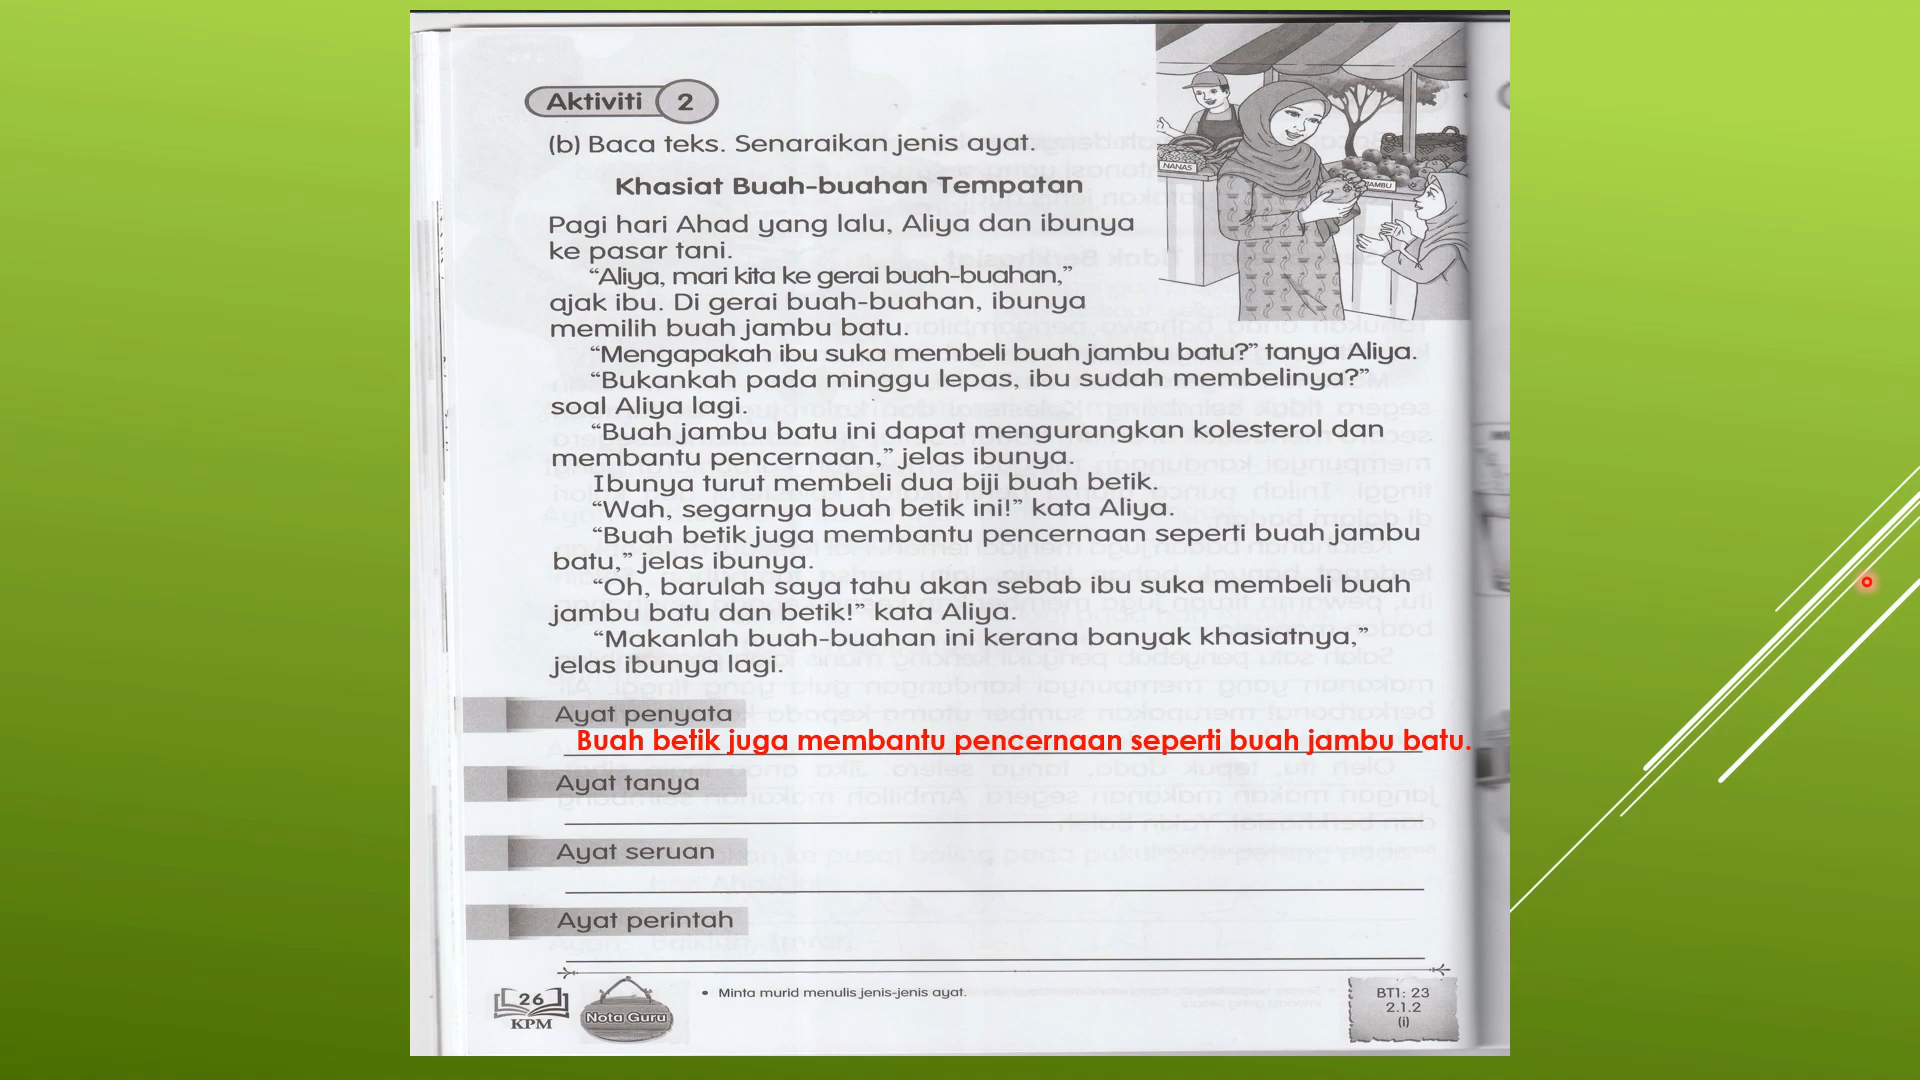 Aktiviti 2
(b) Baca teks. Senaraikan jenis ayat.
Khasiat Buah-buahan Tempatan
Pagi hari Ahad yang lalu, Aliya dan ibunya
ke pasar tani.
“Aliya, mari kita ke gerai buah-buahan,”
ajak ibu. Di gerai buah-buahan, ibunya
memilih buah jambu batu.
“Mengapakah ibu suka membeli buah jambu batu?” tanya Aliya.
“Bukankah pada minggu lepas, ibu sudah membelinya?”
soal Aliya lagi.
“Buah jambu batu ini dapat mengurangkan kolesterol dan
membantu pencernaan,” jelas ibunya.
Ibunya turut membeli dua biji buah betik.
“Wah, segarnya buah betik ini!” kata Aliya.
“Buah betik juga membantu pencernaan seperti buah jambu
batu,” jelas ibunya.
“Oh, barulah saya tahu akan sebab ibu suka membeli buah
jambu batu dan betik!” kata Aliya.
“Makanlah buah-buahan ini kerana banyak khasiatnya,”
jelas ibunya lagi.
NANAS
JAMBU
Ayat penyata
Buah betik juga membantu pencernaan seperti buah jambu batu.
Ayat tanya
Ayat seruan
Ayat perintah
26
KPM
Nota Guru
• Minta murid menulis jenis-jenis ayat.
BT1: 23
2.1.2
(i)